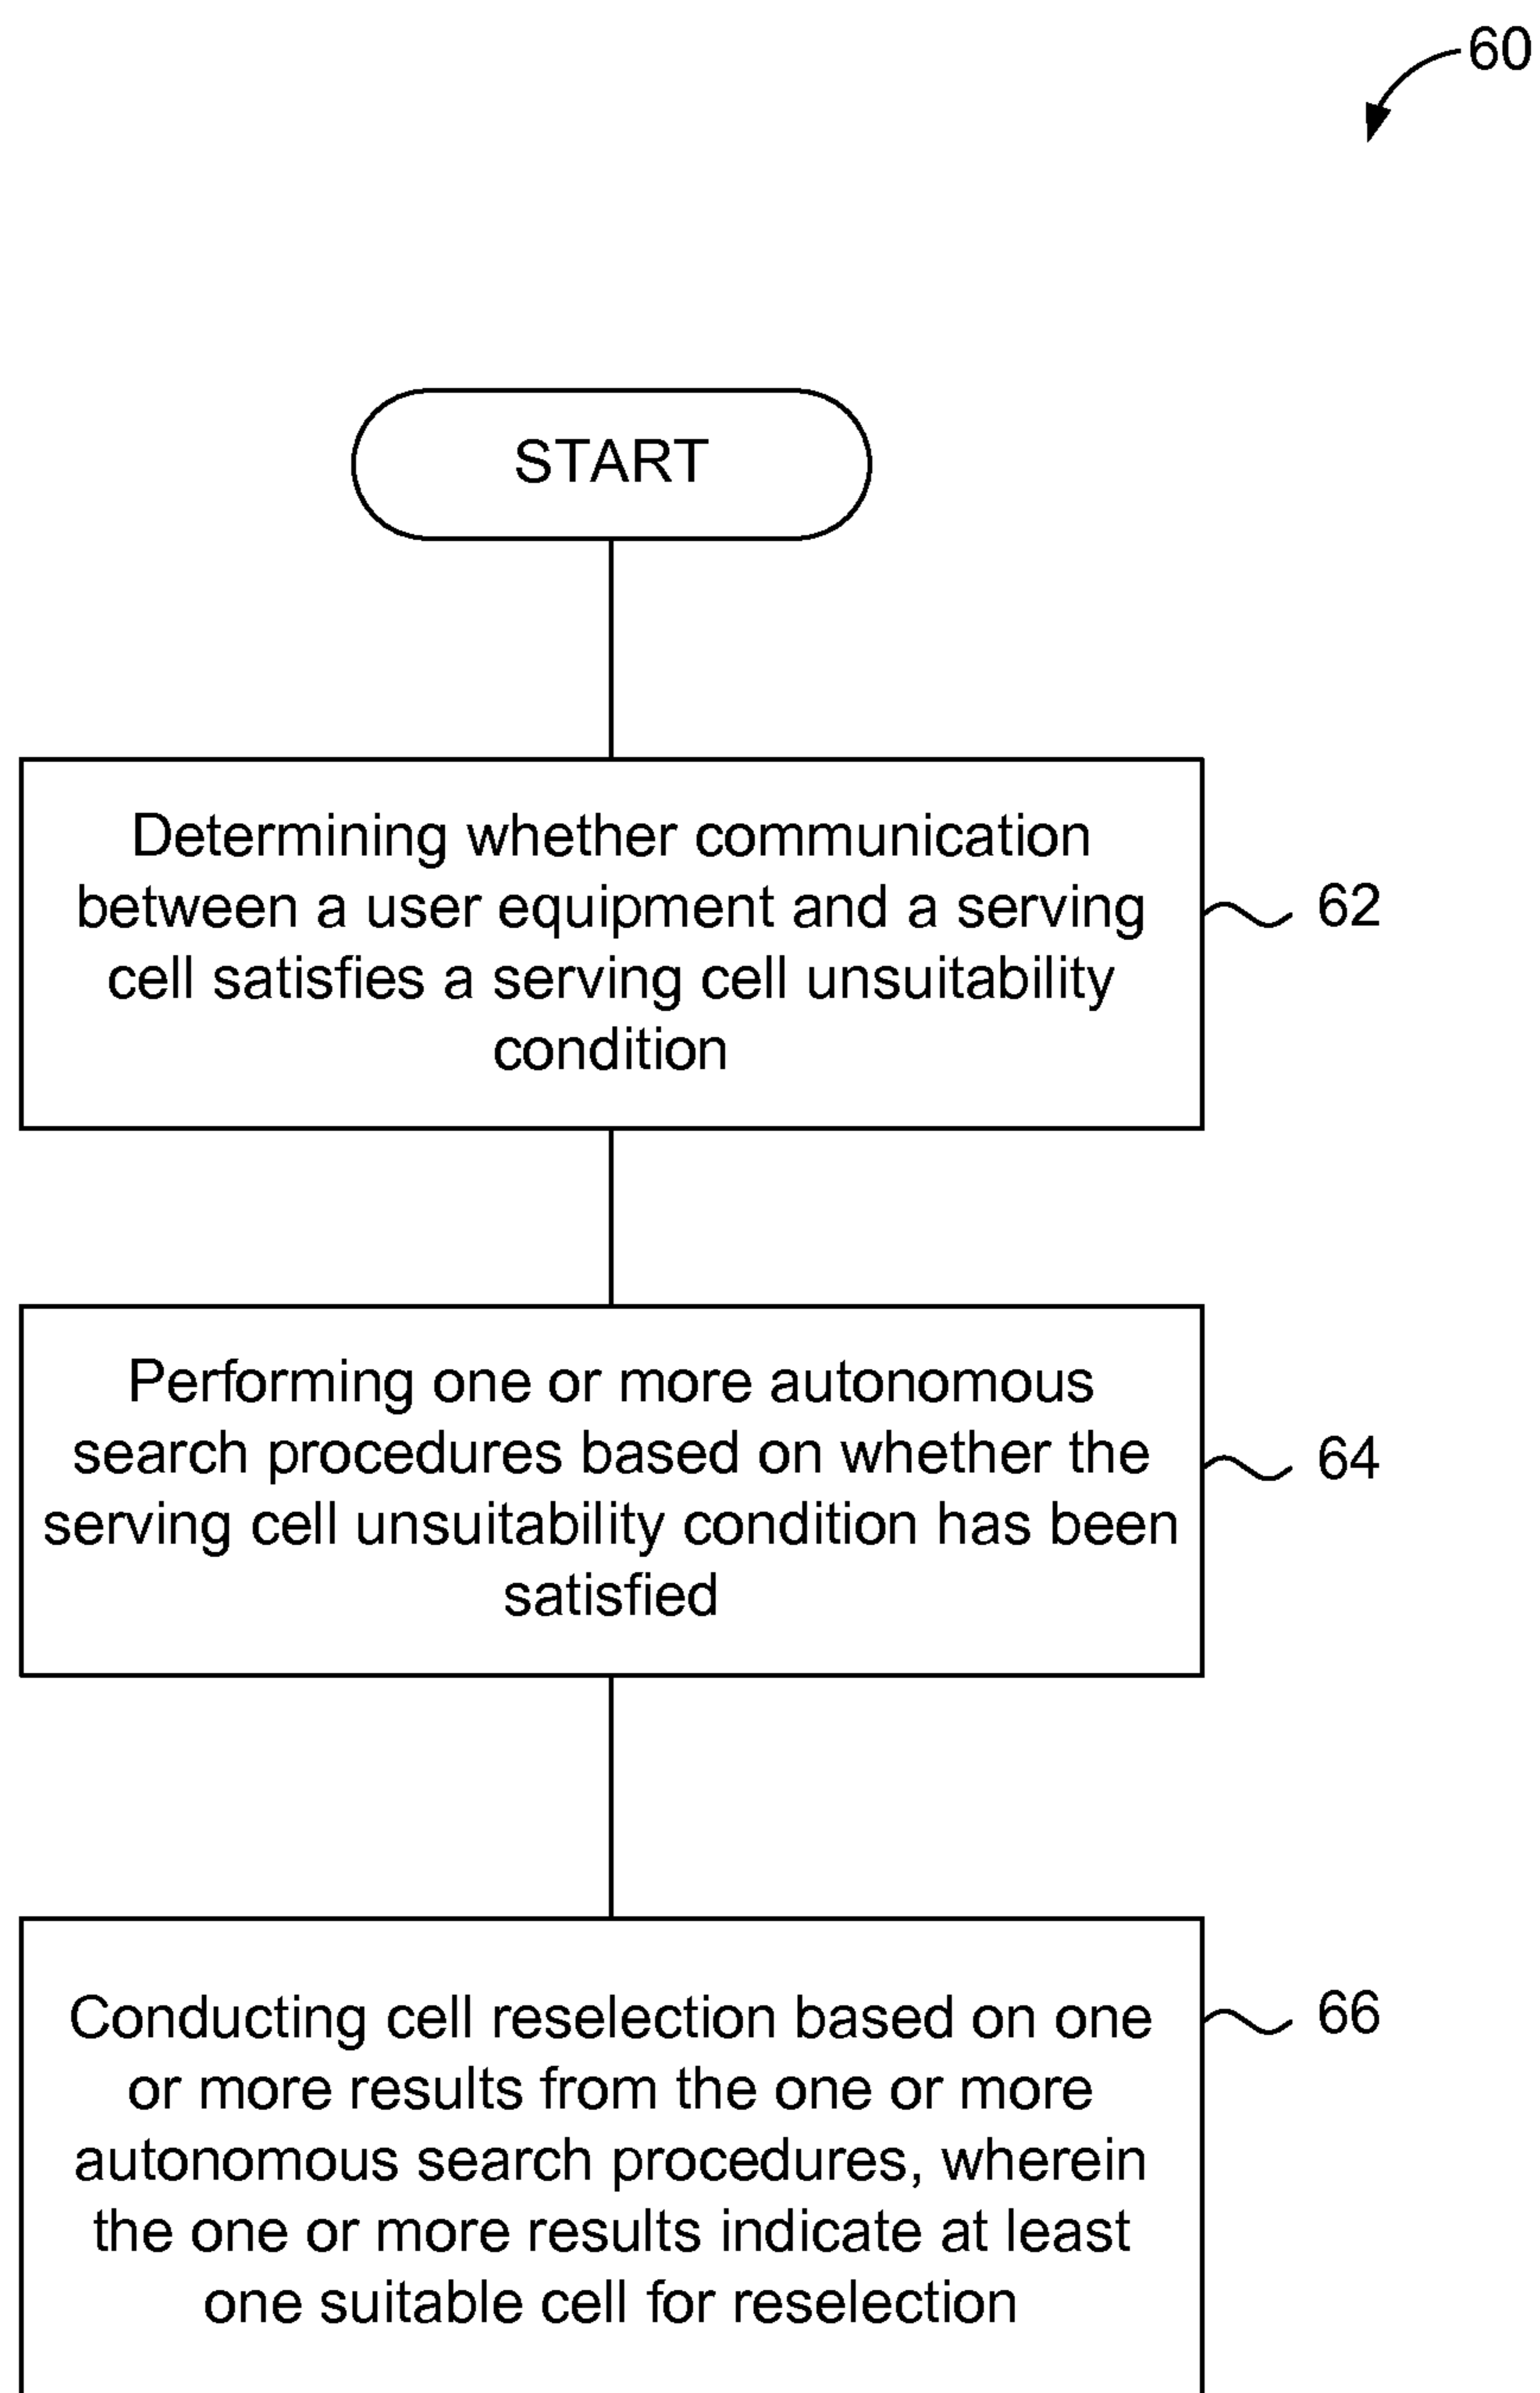 60
START
Determining whether communication
between a user equipment and a serving
cell satisfies a serving cell unsuitability
condition
62
Performing one or more autonomous
search procedures based on whether the
serving cell unsuitability condition has been
satisfied
64
Conducting cell reselection based on one
or more results from the one or more
autonomous search procedures, wherein
the one or more results indicate at least
one suitable cell for reselection
66